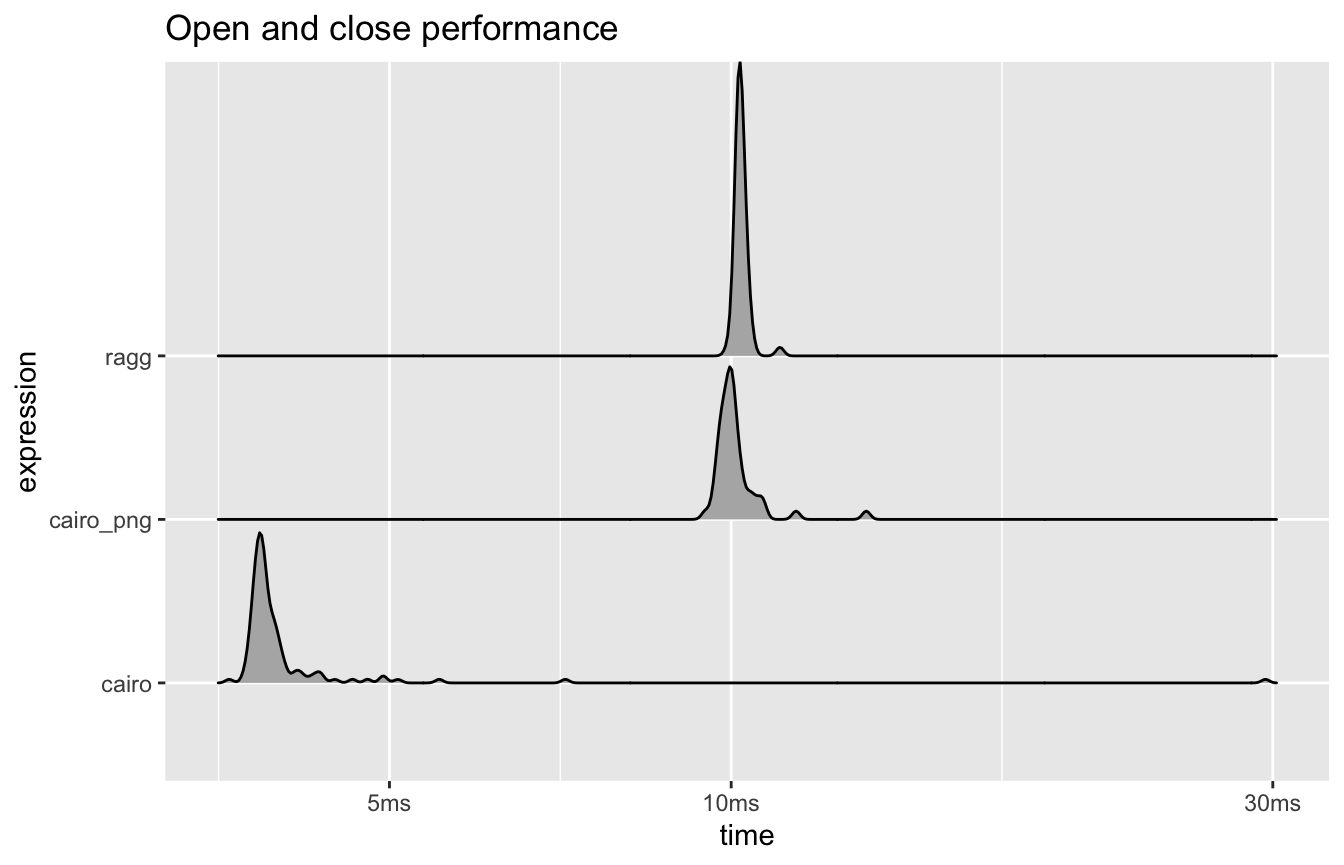 Open and close performance
expression
ragg
cairo_png
cairo
5ms
10ms
30ms
time